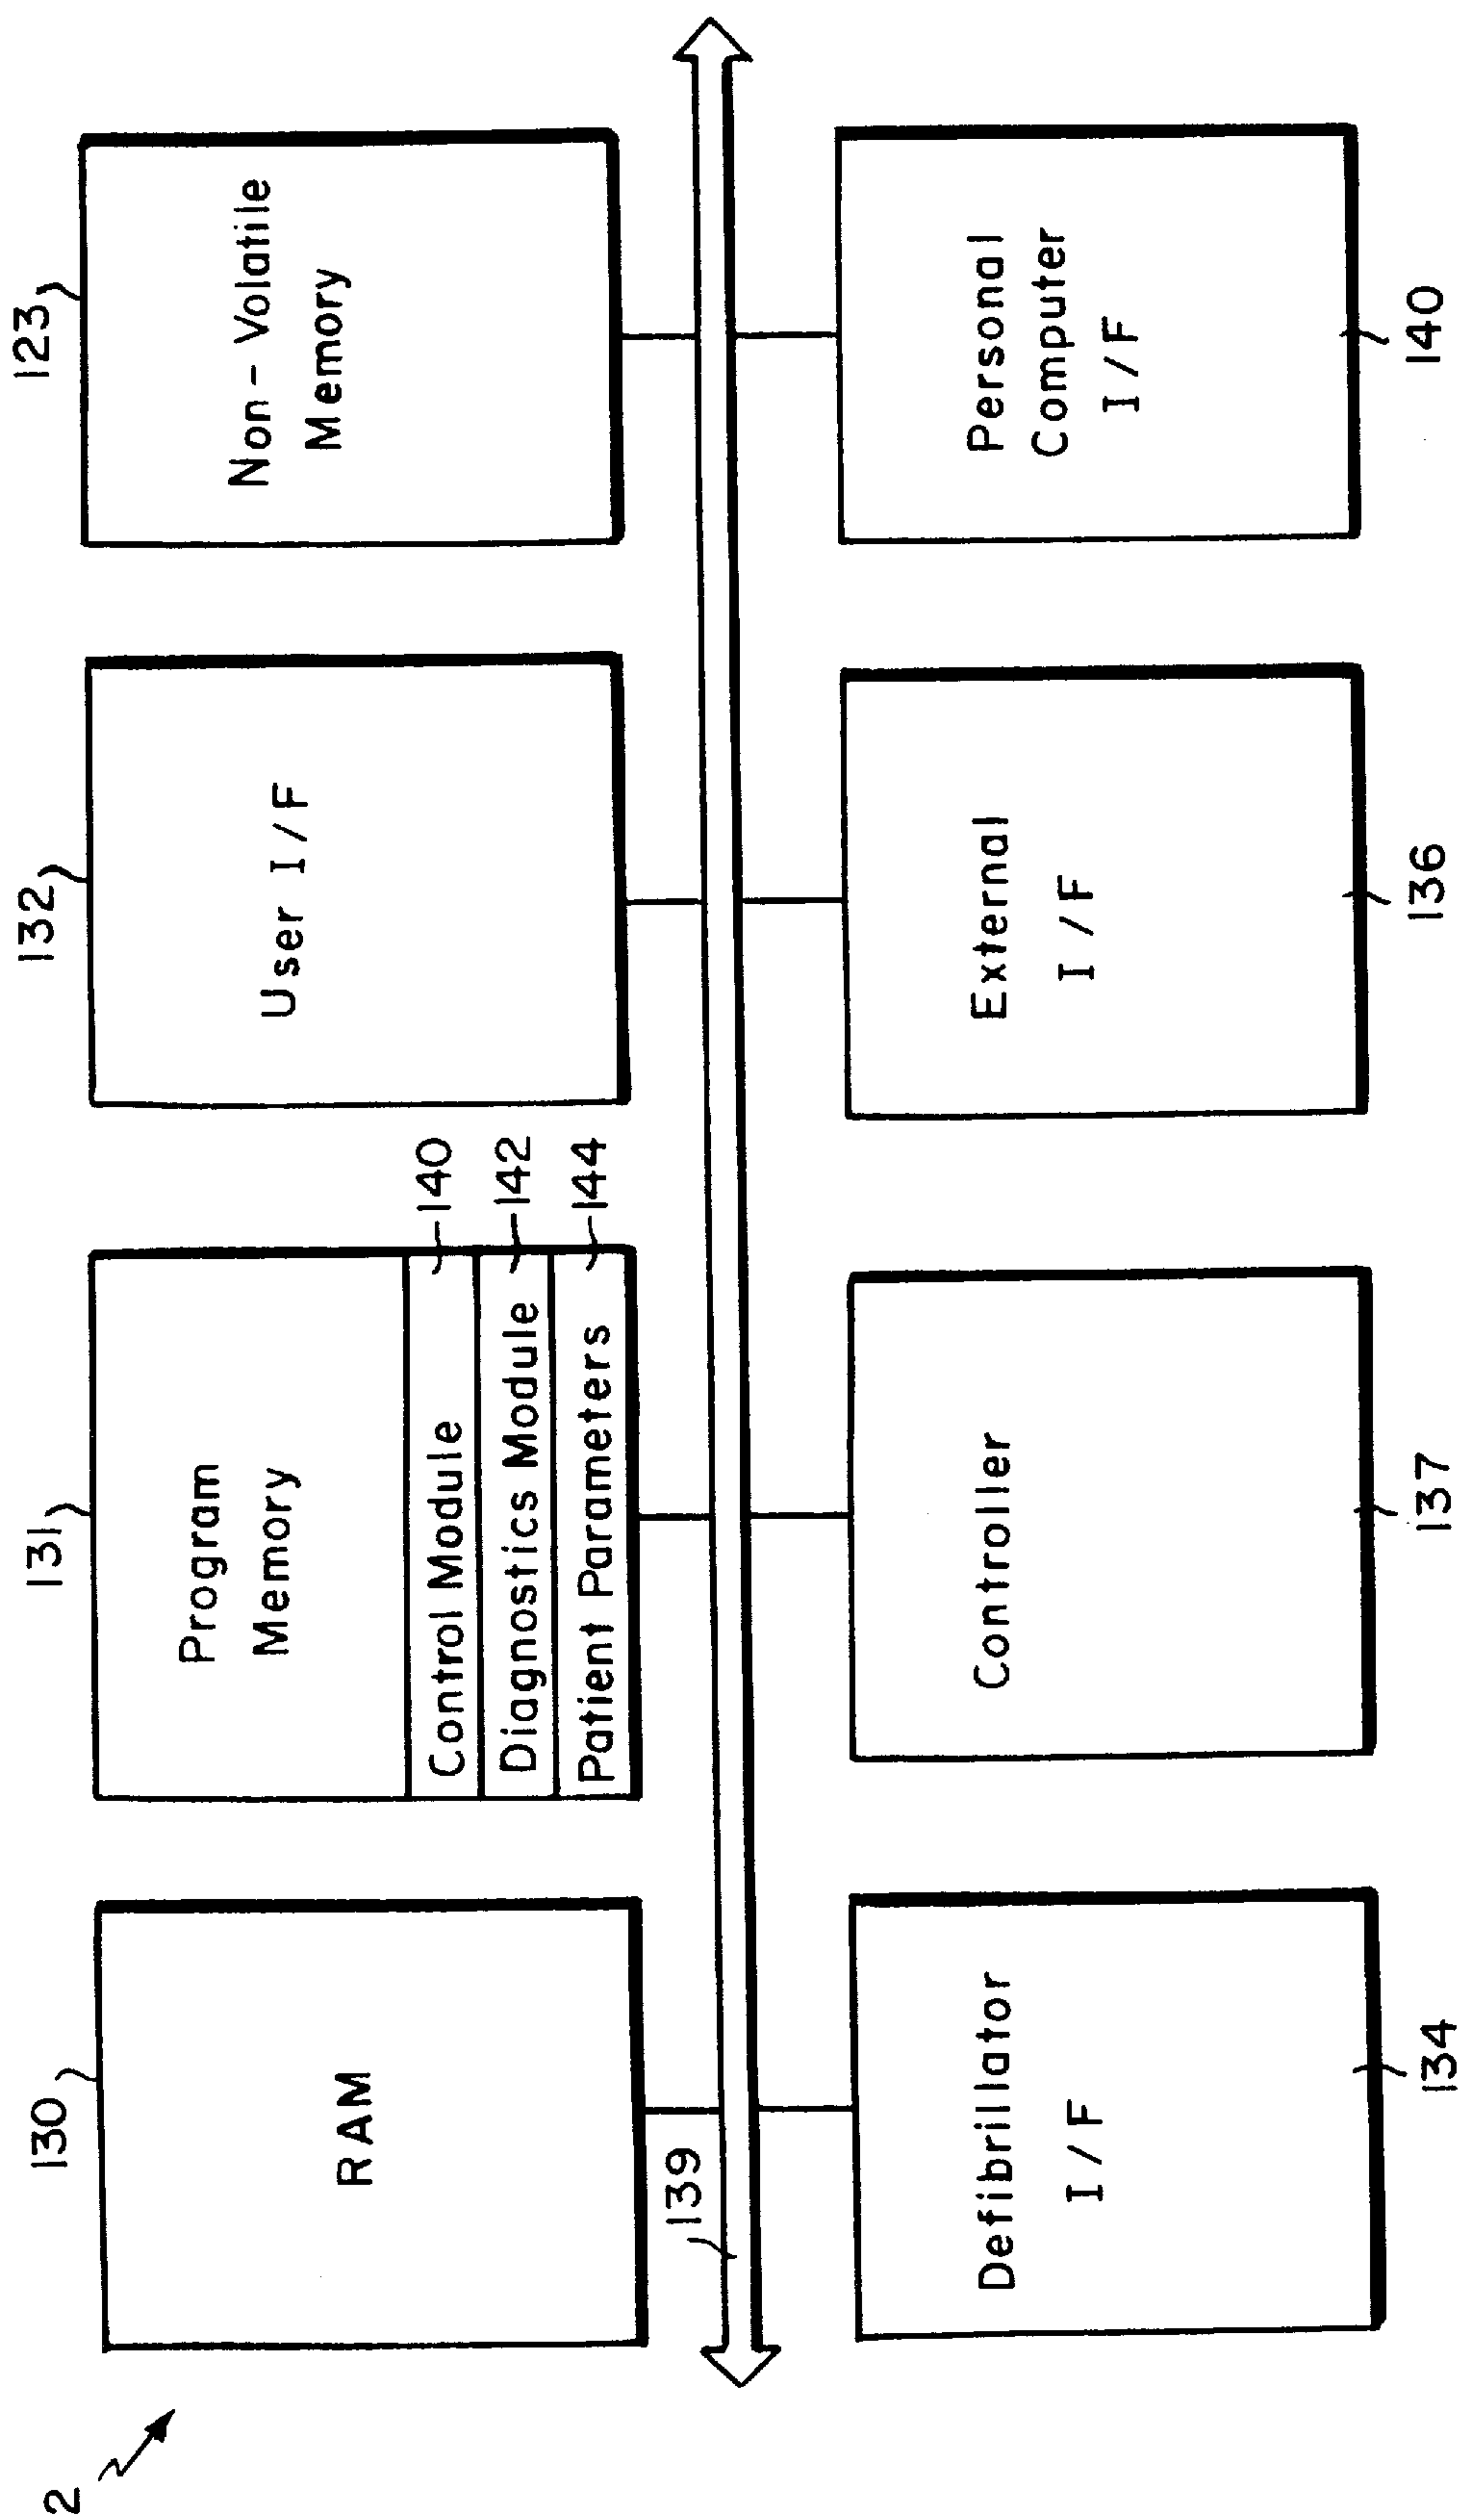 2
130
RAM
131
Program
Memory
Control Module
140
Diagnostics Module
142
Patient Parameters
144
132
User I/F
123
Non-Volatile
Memory
139
Defibrillator
I/F
134
Controller
137
External
I/F
136
Personal
Computer
I/F
140